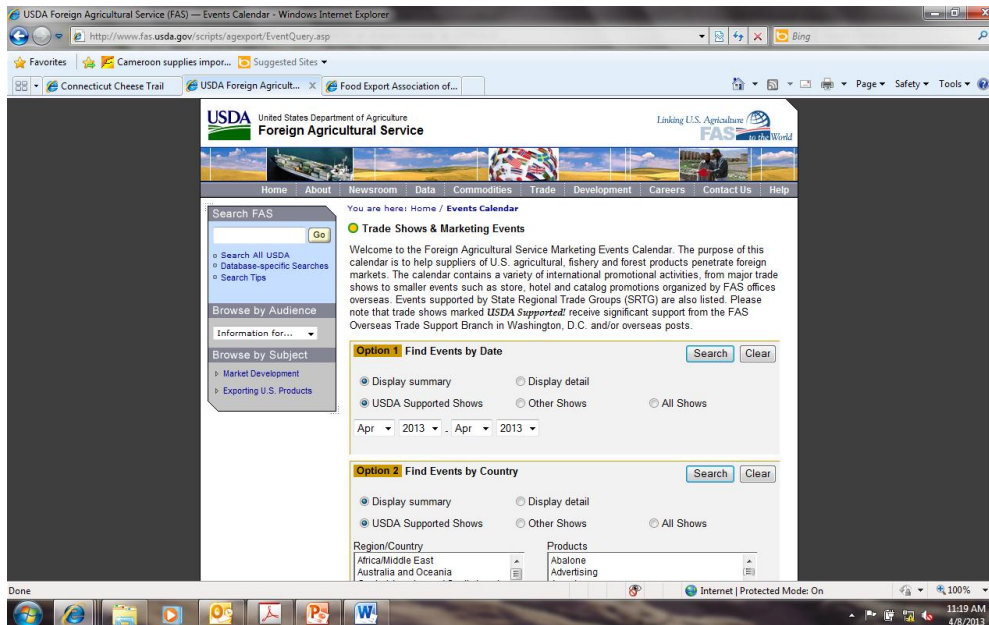 USDA Foreign Agricultural Service (FAS) — Events Calendar - Windows Internet Explorer
http://www.fas.usda.gov/scripts/agexport/EventQuery.asp
Bing
Favorites
Cameroon supplies impor...
Suggested Sites
Connecticut Cheese Trail
USDA Foreign Agricult... X
Food Export Association of...
Page Safety Tools
USDA United States Department of Agriculture
Foreign Agricultural Service
Linking U.S. Agriculture
FAS to the World
Home About Newsroom Data Commodities Trade Development Careers Contact Us Help
Search FAS
Go
Search All USDA
Database-specific Searches
Search Tips
Browse by Audience
Information for...
Browse by Subject
Market Development
Exporting U.S. Products
You are here: Home / Events Calendar
Trade Shows & Marketing Events
Welcome to the Foreign Agricultural Service Marketing Events Calendar. The purpose of this
calendar is to help suppliers of U.S. agricultural, fishery and forest products penetrate foreign
markets. The calendar contains a variety of international promotional activities, from major trade
shows to smaller events such as store, hotel and catalog promotions organized by FAS offices
overseas. Events supported by State Regional Trade Groups (SRTG) are also listed. Please
note that trade shows marked USDA Supported! receive significant support from the FAS
Overseas Trade Support Branch in Washington, D.C. and/or overseas posts.
Option 1 Find Events by Date
Search Clear
Display summary Display detail
USDA Supported Shows Other Shows All Shows
Apr 2013 - Apr 2013
Option 2 Find Events by Country
Search Clear
Display summary Display detail
USDA Supported Shows Other Shows All Shows
Region/Country Products
Africa/Middle East Abalone
Australia and Oceania Advertising
Done
Internet | Protected Mode: On
100%
11:19 AM
4/8/2013